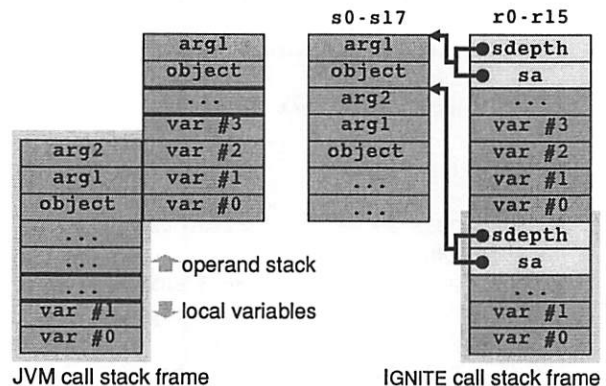 arg1
object
...
var #3
var #2
var #1
var #0
arg2
arg1
object
...
...
...
var #1
var #0
JVM call stack frame
operand stack
local variables
s0-s17
arg1
object
arg2
arg1
object
...
...
r0-r15
sdepth
sa
...
var #3
var #2
var #1
var #0
sdepth
sa
...
var #1
var #0
IGNITE call stack frame